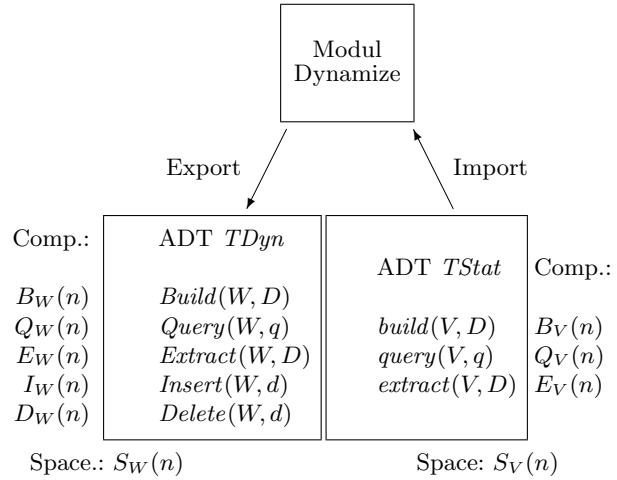 Modul
Dynamize
Export
Import
Comp.:
ADT TDyn
ADT TStat
Comp.:
B_W(n)
Build(W, D)
Q_W(n)
Query(W, q)
build(V, D)
B_V(n)
E_W(n)
Extract(W, D)
query(V, q)
Q_V(n)
I_W(n)
Insert(W, d)
extract(V, D)
E_V(n)
D_W(n)
Delete(W, d)
Space.: S_W(n)
Space: S_V(n)